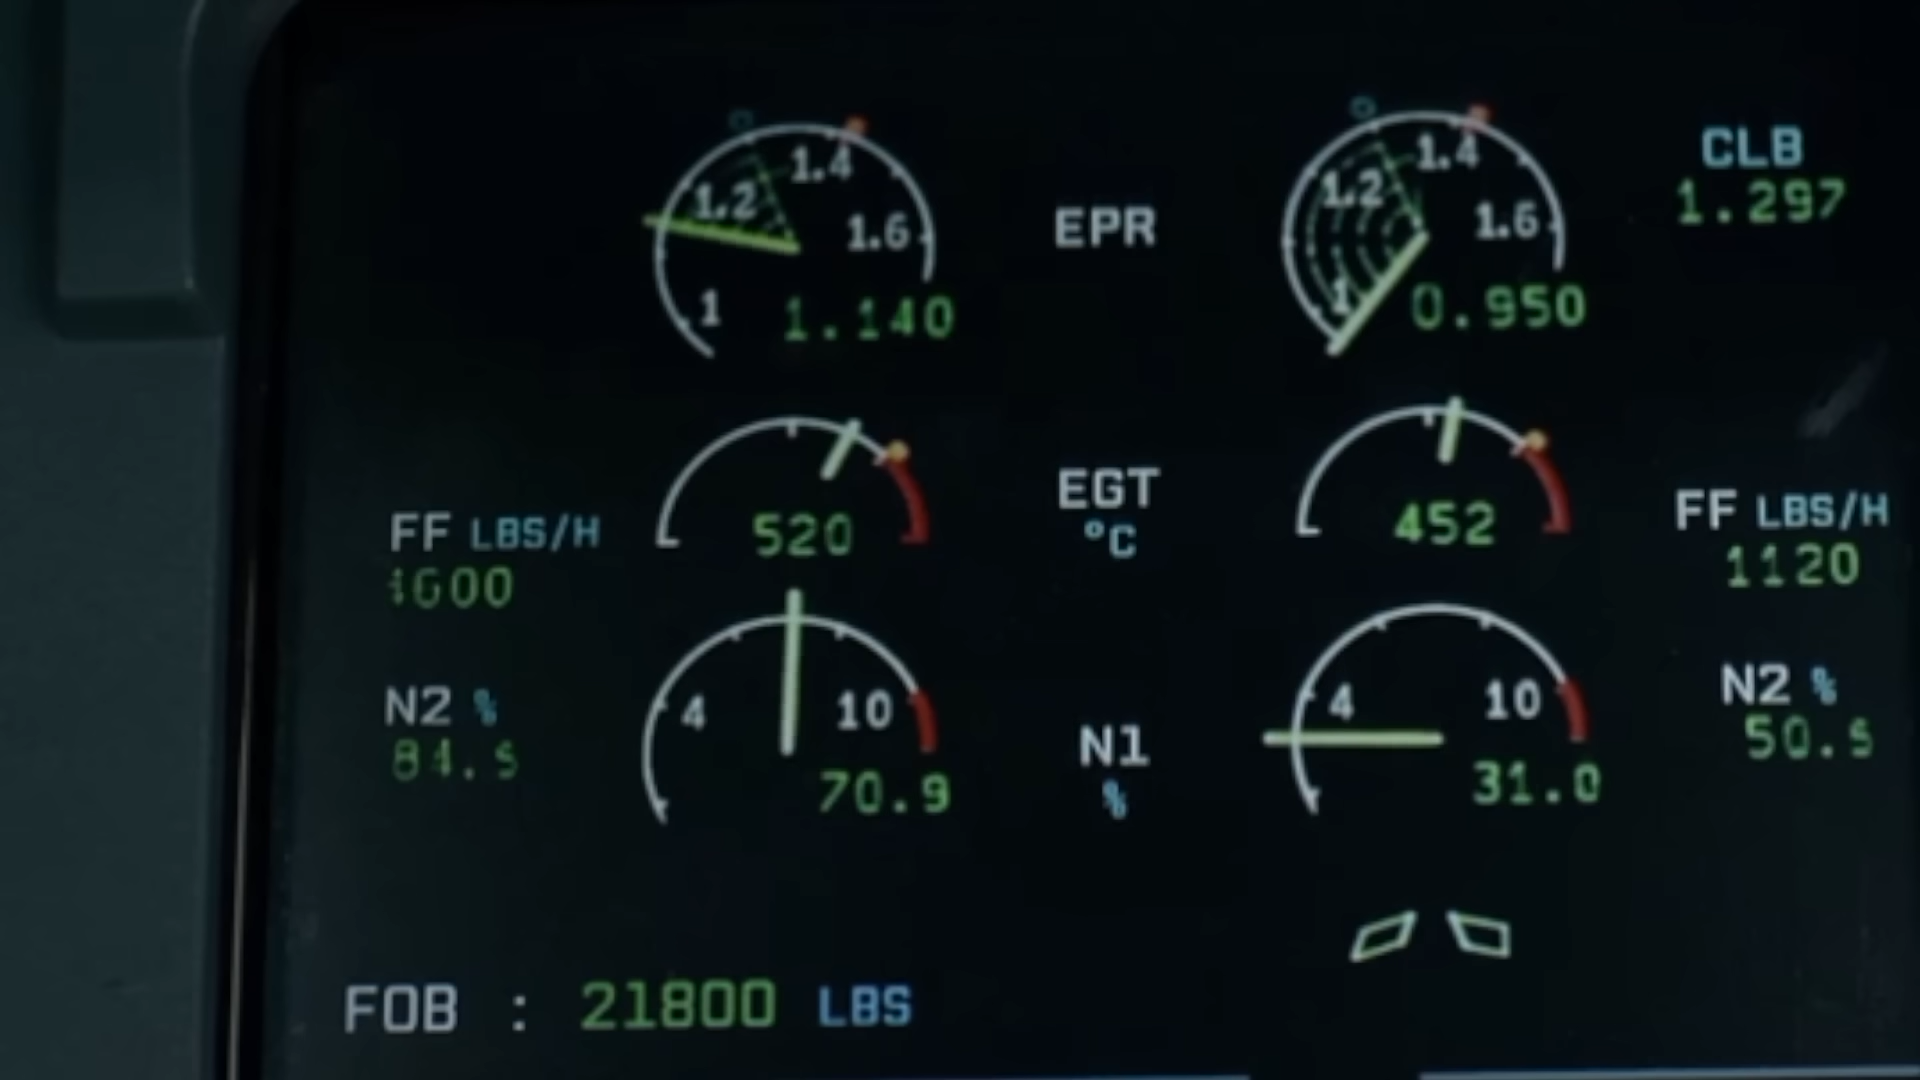 1.2 1.4 1.6 1 1.140
EPR
1.2 1.4 1.6 1 0.950
CLB
1.297
FF LBS/H
520
EGT
°C
452
FF LBS/H
1120
N2 %
4 10
70.9
N1
%
4 10
31.0
N2 %
50.5
FOB : 21800 LBS